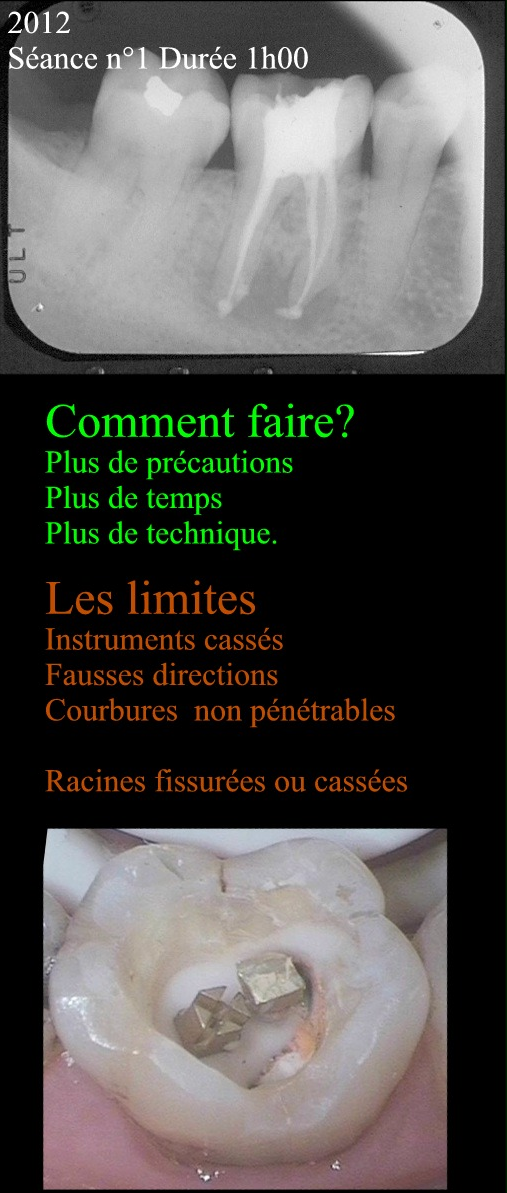 2012
Séance n°1 Durée 1h00
ULT
Comment faire?
Plus de précautions
Plus de temps
Plus de technique.
Les limites
Instruments cassés
Fausses directions
Courbures non pénétrables
Racines fissurées ou cassées